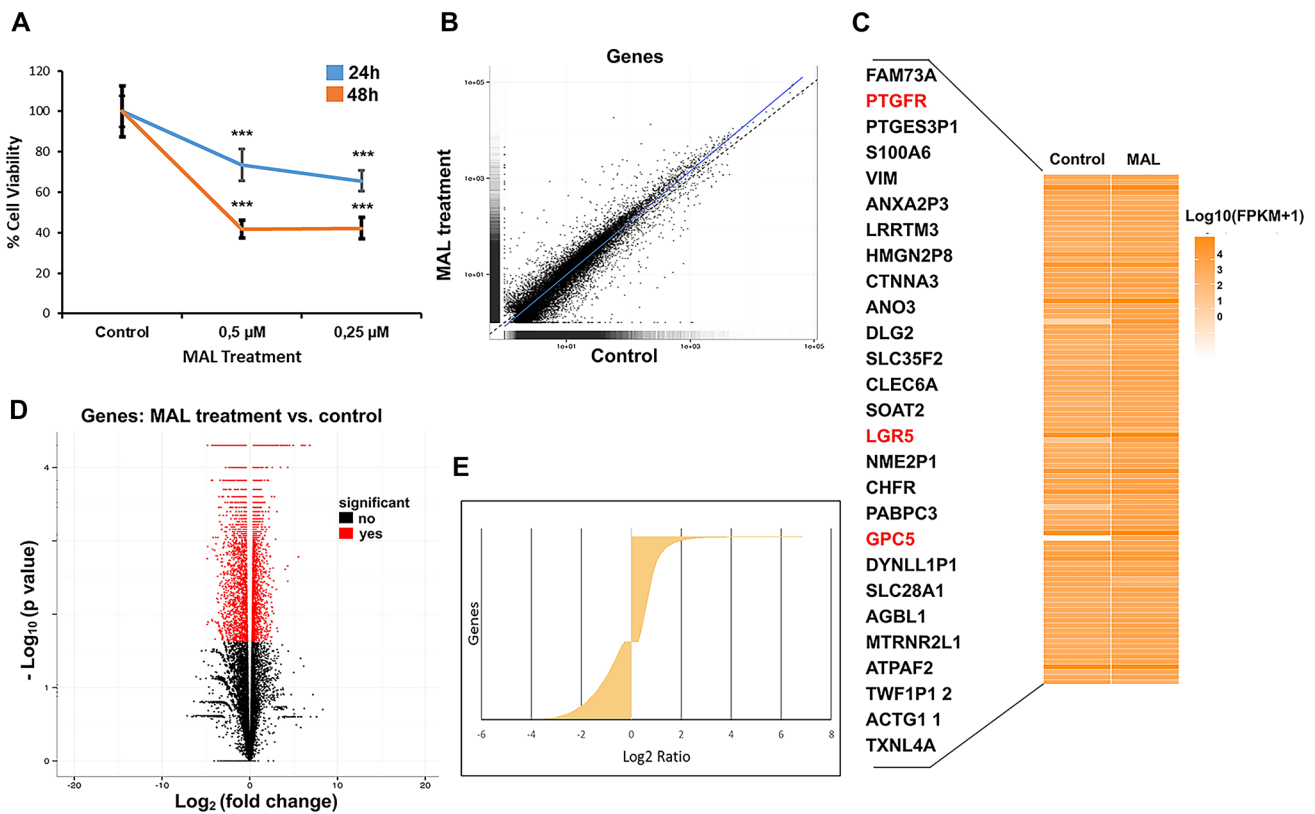 A
120
100
80
60
40
20
0
% Cell Viability
24h
48h
***
***
***
***
Control
0,5 µM
0,25 µM
MAL Treatment
B
Genes
1e+05
1e+03
1e+01
MAL treatment
1e+01
1e+03
1e+05
Control
C
FAM73A
PTGFR
PTGES3P1
S100A6
VIM
ANXA2P3
LRRTM3
HMGN2P8
CTNNA3
ANO3
DLG2
SLC35F2
CLEC6A
SOAT2
LGR5
NME2P1
CHFR
PABPC3
GPC5
DYNLL1P1
SLC28A1
AGBL1
MTRNR2L1
ATPAF2
TWF1P1 2
ACTG1 1
TXNL4A
Control MAL
Log10(FPKM+1)
4
2
1
0
D
Genes: MAL treatment vs. control
4
1
0
- Log10 (p value)
significant
no
yes
-20
-10
0
10
20
Log2 (fold change)
E
Genes
-6
-4
-2
0
2
4
6
8
Log2 Ratio